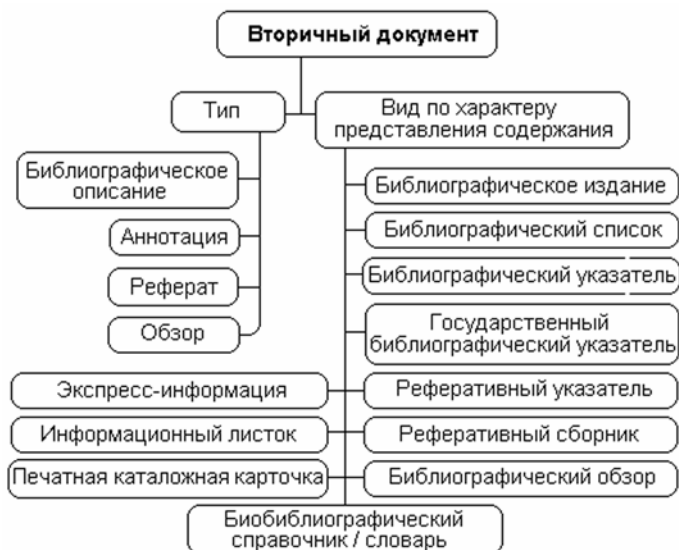 Вторичный документ
Тип
Вид по характеру
представления содержания
Библиографическое
описание
Аннотация
Реферат
Обзор
Библиографическое издание
Библиографический список
Библиографический указатель
Государственный
библиографический указатель
Экспресс-информация
Реферативный указатель
Информационный листок
Реферативный сборник
Печатная каталожная карточка
Библиографический обзор
Биобиблиографический
справочник / словарь